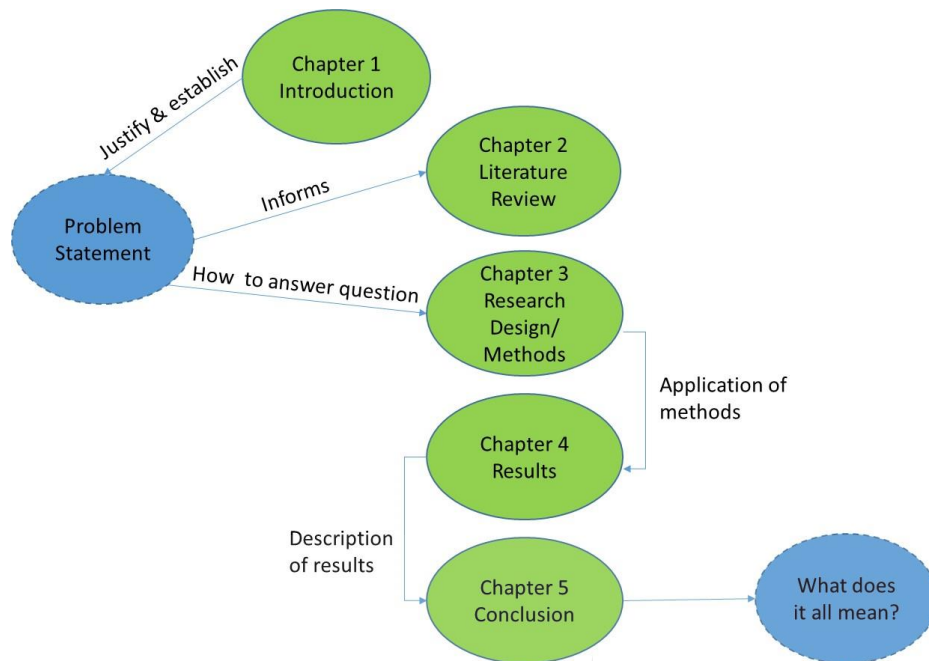 Chapter 1
Introduction
Justify & establish
Chapter 2
Literature
Review
Informs
Problem
Statement
How to answer question
Chapter 3
Research
Design/
Methods
Application of
methods
Chapter 4
Results
Description
of results
Chapter 5
Conclusion
What does
it all mean?